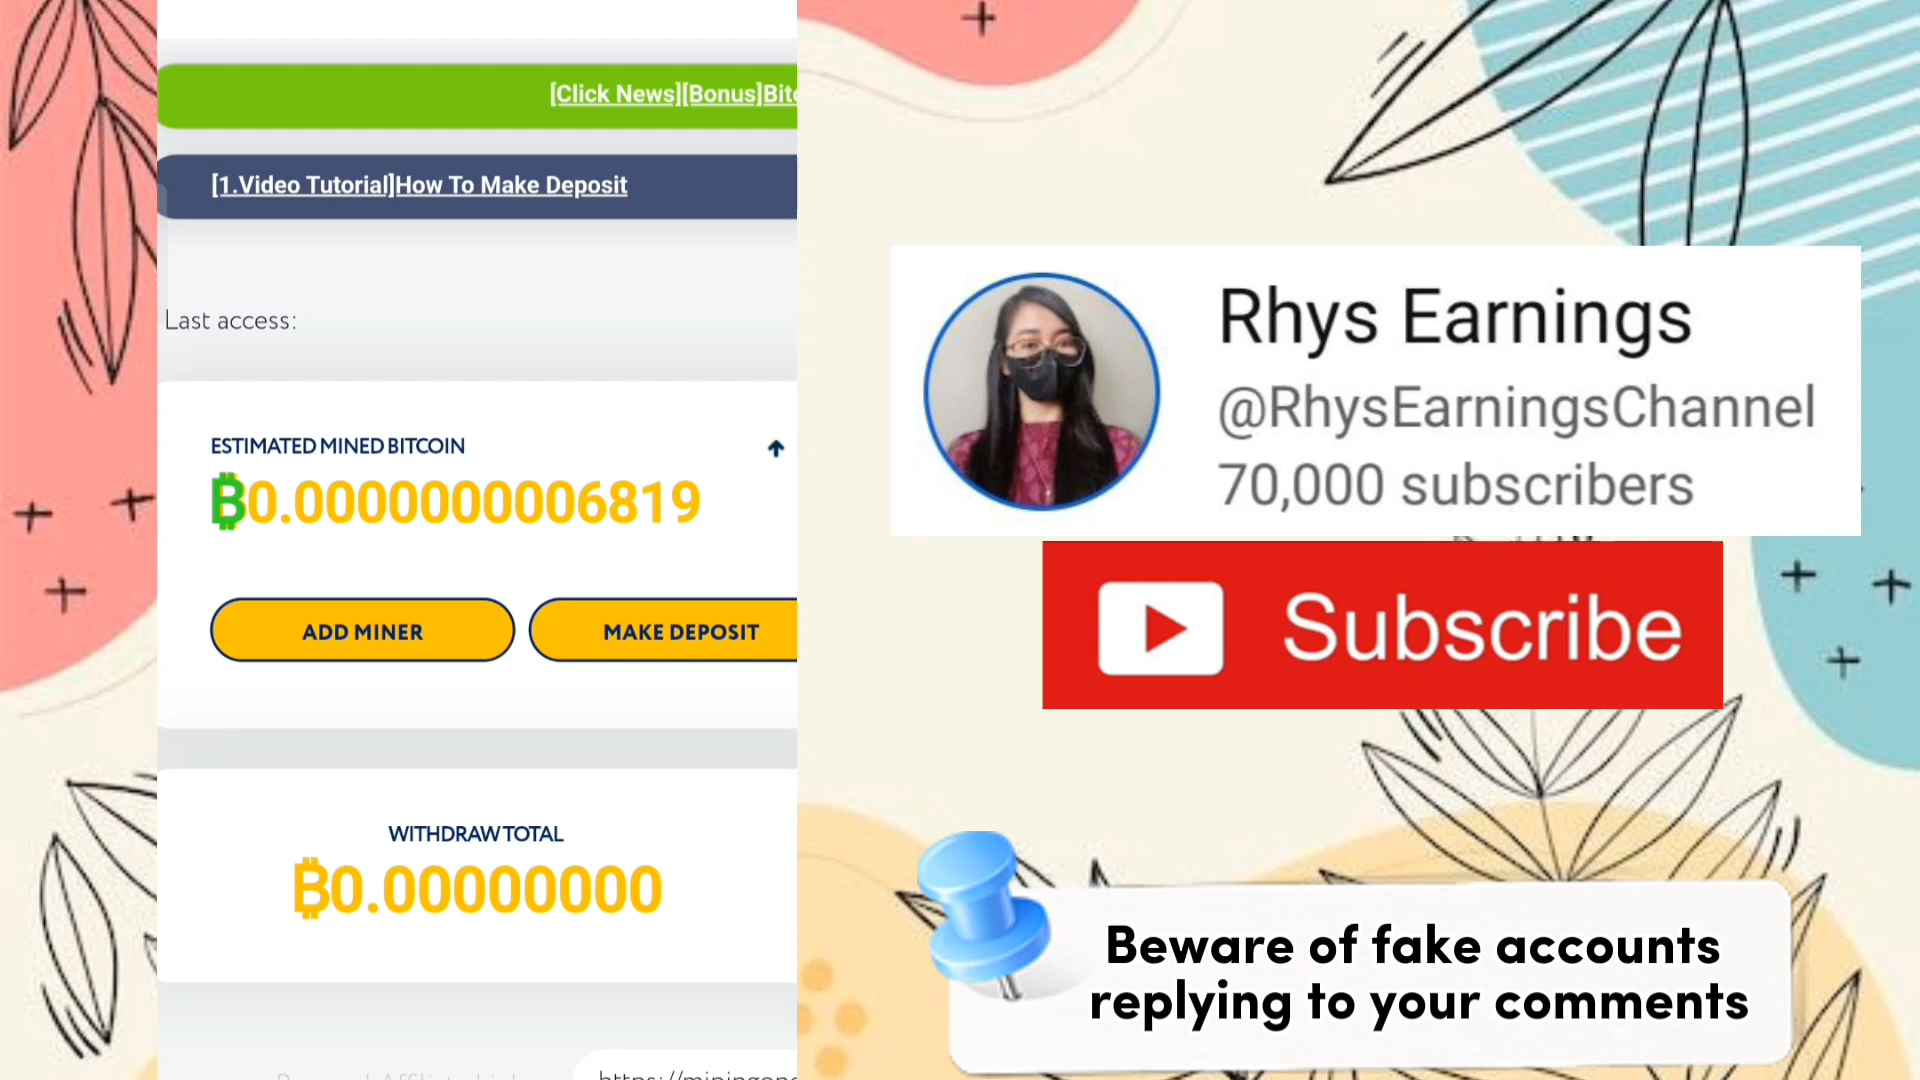 [Click News][Bonus]Bitc
[1.Video Tutorial]How To Make Deposit
Last access:
ESTIMATED MINED BITCOIN
₿0.0000000006819
ADD MINER
MAKE DEPOSIT
WITHDRAW TOTAL
₿0.00000000
Rhys Earnings
@RhysEarningsChannel
70,000 subscribers
Subscribe
Beware of fake accounts
replying to your comments